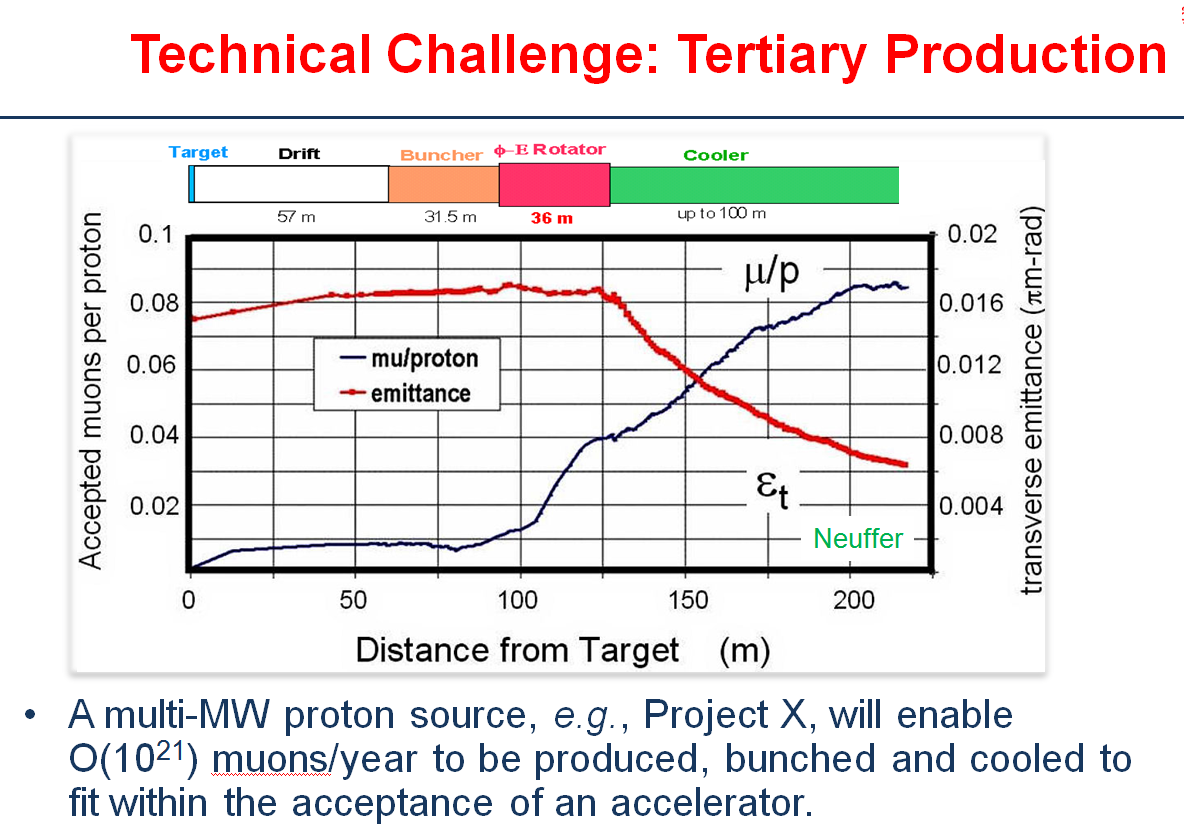 Technical Challenge: Tertiary Production
Target Drift Buncher ϕ-E Rotator Cooler
57 m 31.5 m 36 m up to 100 m
Accepted muons per proton
0.1
0.08
0.06
0.04
0.02
0.02
0.016
0.012
0.008
0.004
transverse emittance (πm-rad)
μ/p
mu/proton
emittance
εt
Neuffer
0 50 100 150 200
Distance from Target (m)
• A multi-MW proton source, e.g., Project X, will enable
O(10²¹) muons/year to be produced, bunched and cooled to
fit within the acceptance of an accelerator.